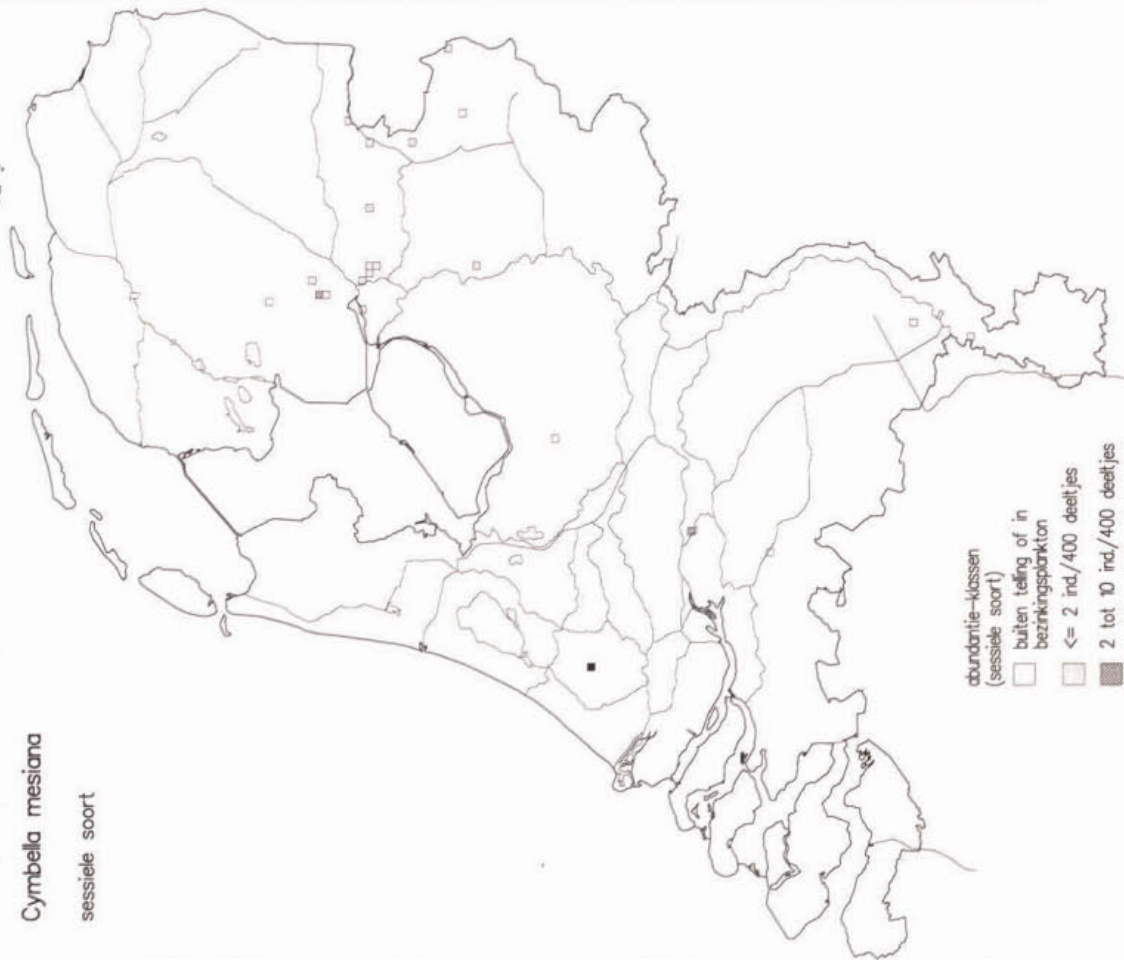 Cymbella mesiana
sessiele soort
abundantie-klassen
(sessiele soort)
buiten telling of in
bezinkingsplankton
<= 2 ind./400 deeltjes
2 tot 10 ind./400 deeltjes